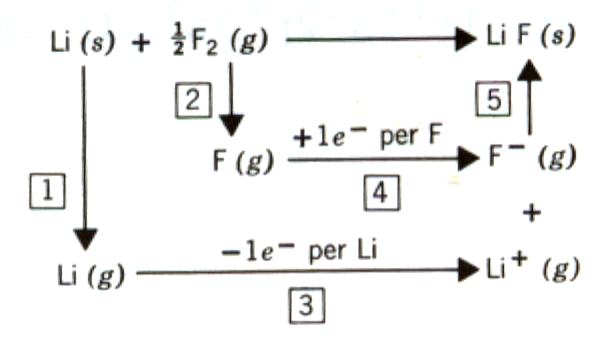 Li (s) + ½F₂ (g) Li F (s)
2 5
F (g) +1e⁻ per F F⁻ (g)
1 4
+
Li (g) −1e⁻ per Li Li⁺ (g)
3